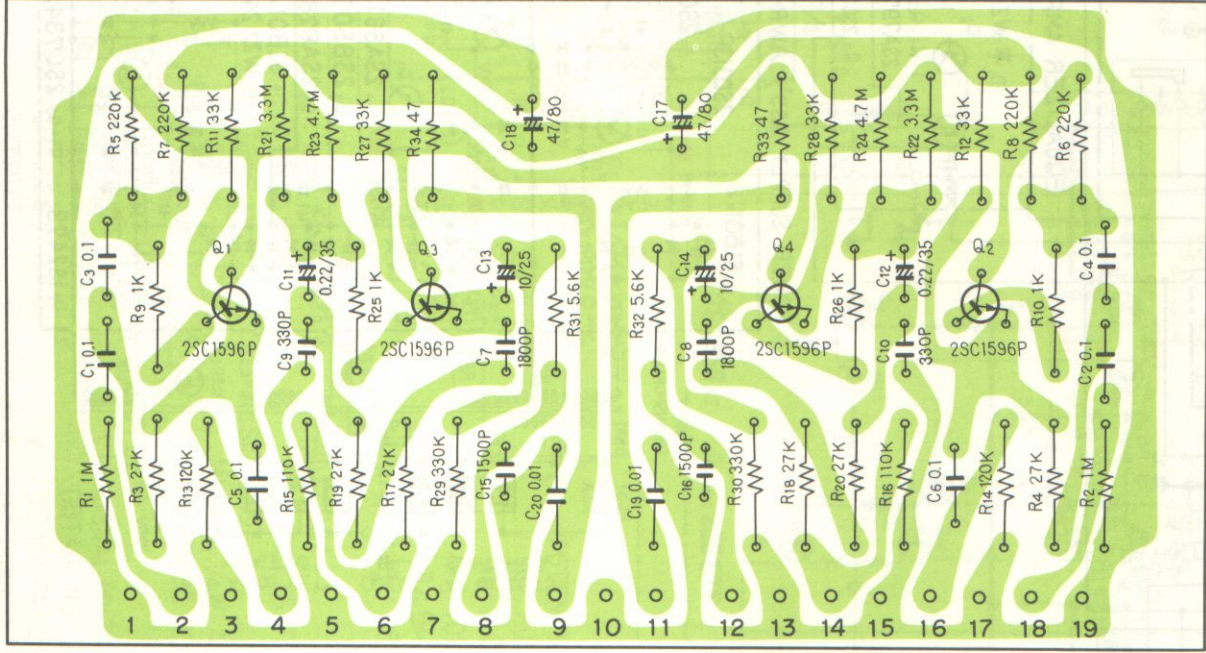 R5 220K
R7 220K
R11 33K
R21 3.3M
R23 4.7M
R27 33K
R34 47
C18 47/80
+
C17 47/80
+
R33 47
R28 33K
R24 4.7M
R22 3.3M
R12 33K
R8 220K
R6 220K
C3 0.1
R9 1K
Q1
C11 0.22/35
+
R25 1K
Q3
C13 10/25
+
R31 5.6K
R32 5.6K
C14 10/25
+
Q4
R26 1K
C12 0.22/35
+
Q2
R10 1K
C4 0.1
C1 0.1
2SC1596P
C9 330P
2SC1596P
C7 1800P
C8 1800P
2SC1596P
C10 330P
2SC1596P
C2 0.1
R1 1M
R3 27K
R13 120K
C5 0.1
R15 110K
R19 27K
R17 27K
R29 330K
C15 1500P
C20 0.01
C19 0.01
C16 1500P
R30 330K
R18 27K
R20 27K
R16 110K
C6 0.1
R14 120K
R4 27K
R2 1M
1 2 3 4 5 6 7 8 9 10 11 12 13 14 15 16 17 18 19